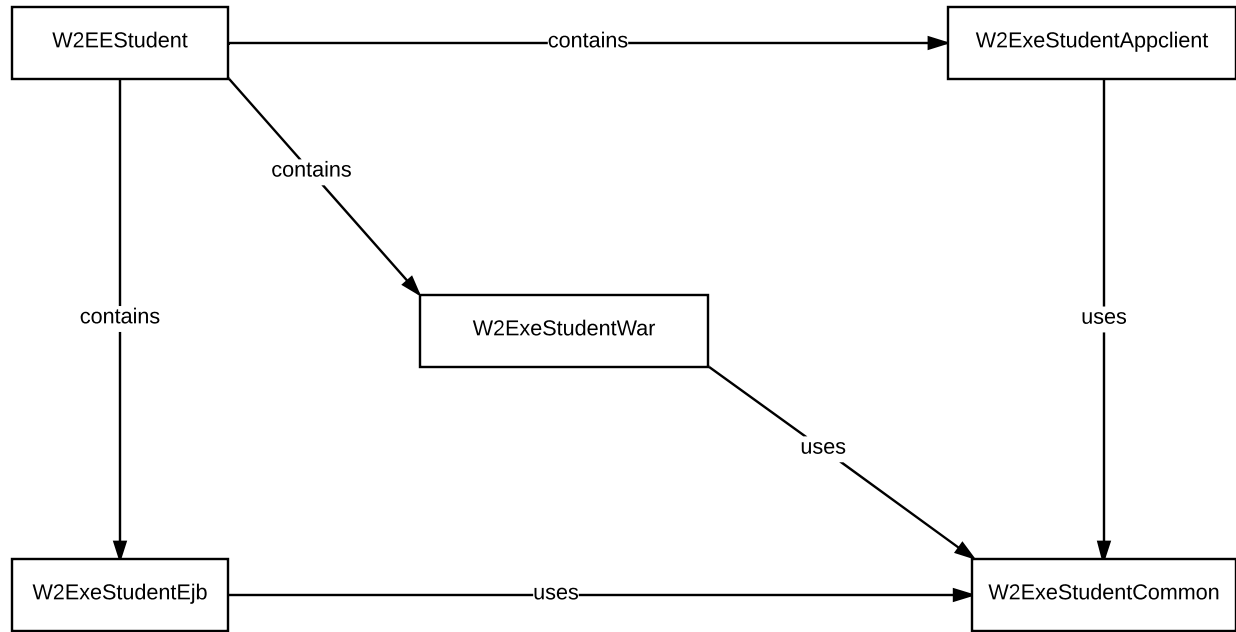 W2EEStudent
contains
W2ExeStudentAppclient
contains
contains
uses
W2ExeStudentWar
uses
W2ExeStudentEjb
uses
W2ExeStudentCommon